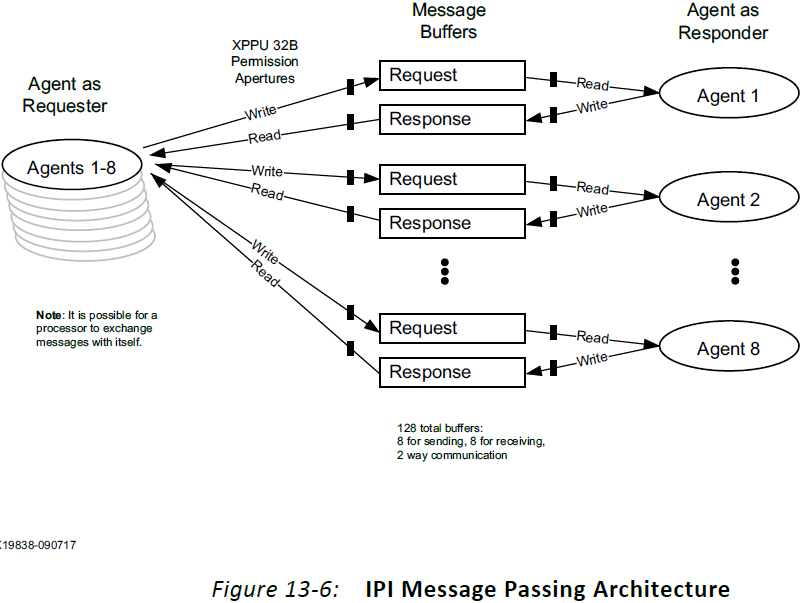 Message
Buffers
Agent as
Responder
XPPU 32B
Permission
Apertures
Agent as
Requester
Agents 1-8
Write
Read
Request
Response
Read
Write
Agent 1
Write
Read
Request
Response
Read
Write
Agent 2
Write
Read
Request
Response
Read
Write
Agent 8
Note: It is possible for a
processor to exchange
messages with itself.
128 total buffers:
8 for sending, 8 for receiving,
2 way communication
19838-090717
Figure 13-6: IPI Message Passing Architecture